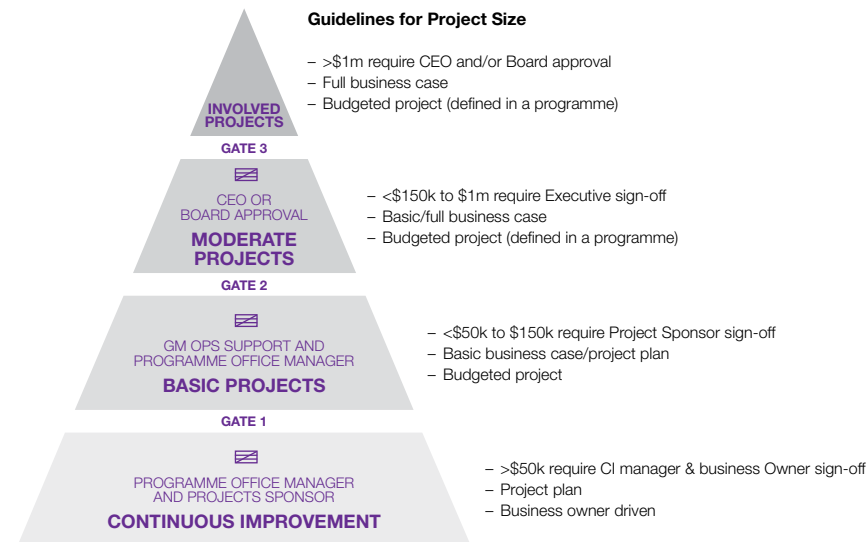 Guidelines for Project Size
– >$1m require CEO and/or Board approval
– Full business case
– Budgeted project (defined in a programme)
INVOLVED
PROJECTS
GATE 3
CEO OR
BOARD APPROVAL
MODERATE
PROJECTS
– <$150k to $1m require Executive sign-off
– Basic/full business case
– Budgeted project (defined in a programme)
GATE 2
GM OPS SUPPORT AND
PROGRAMME OFFICE MANAGER
BASIC PROJECTS
– <$50k to $150k require Project Sponsor sign-off
– Basic business case/project plan
– Budgeted project
GATE 1
PROGRAMME OFFICE MANAGER
AND PROJECTS SPONSOR
CONTINUOUS IMPROVEMENT
– >$50k require CI manager & business Owner sign-off
– Project plan
– Business owner driven